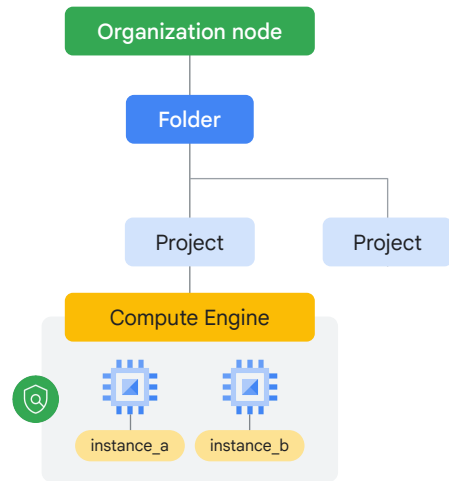 Organization node
Folder
Project
Project
Compute Engine
instance_a
instance_b